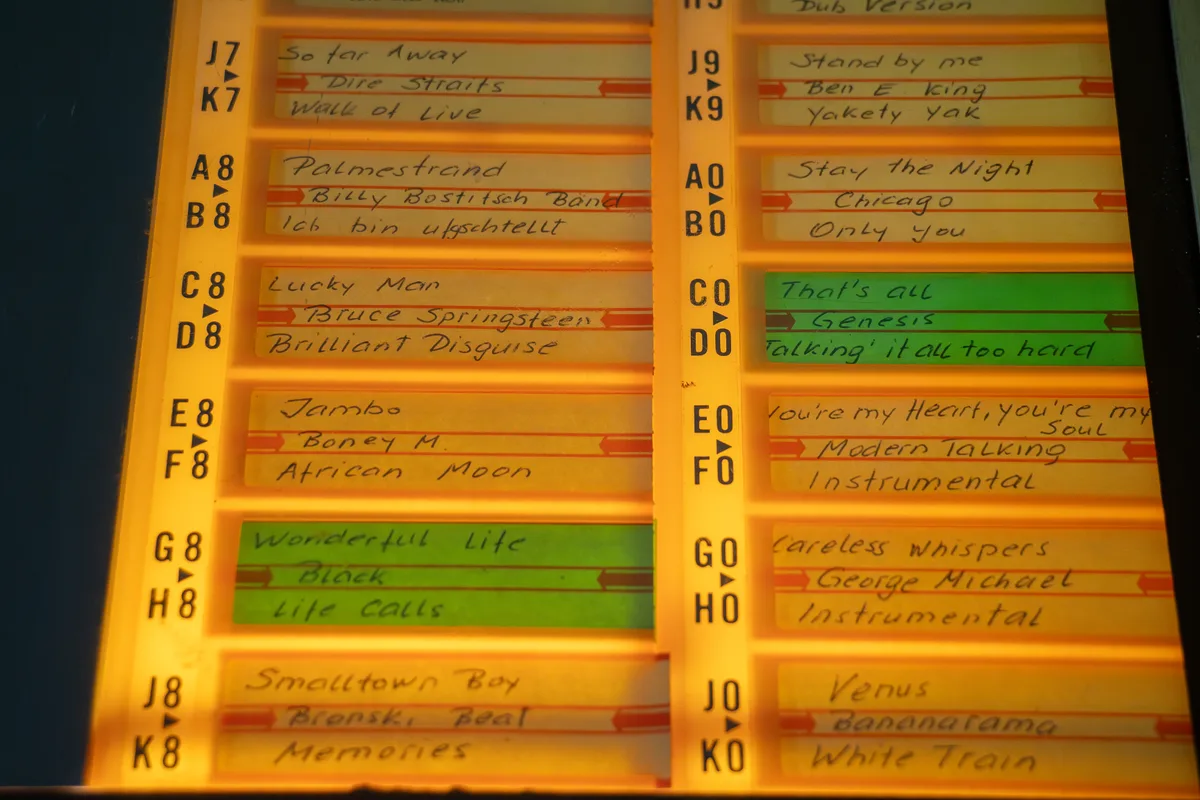 J7
So far Away
Dire Straits
K7
Walk of Live
A8
Palmestrand
Billy Bostitsch Band
B8
Ich bin ufgschtellt
C8
Lucky Man
Bruce Springsteen
D8
Brilliant Disguise
E8
Jambo
Boney M.
F8
African Moon
G8
Wonderful Life
Black
H8
Life Calls
J8
Smalltown Boy
Bronski Beat
K8
Memories
H9
Dub Version
J9
Stand by me
Ben E King
K9
Yakety Yak
A0
Stay the Night
Chicago
B0
Only you
C0
That's all
Genesis
D0
Talking' it all too hard
E0
You're my Heart, you're my
Soul
Modern Talking
F0
Instrumental
G0
Careless whispers
George Michael
H0
Instrumental
J0
Venus
Bananarama
K0
White Train